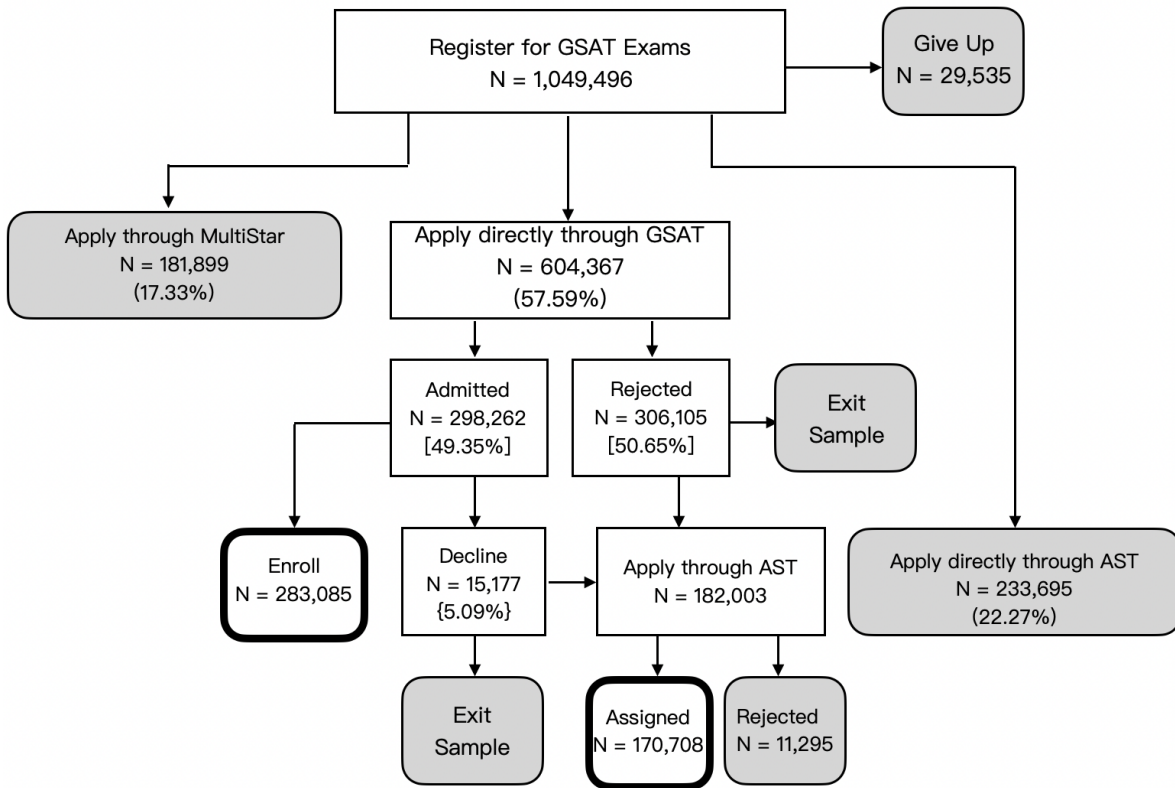 Register for GSAT Exams
N = 1,049,496
Give Up
N = 29,535
Apply through MultiStar
N = 181,899
(17.33%)
Apply directly through GSAT
N = 604,367
(57.59%)
Admitted
N = 298,262
[49.35%]
Rejected
N = 306,105
[50.65%]
Exit
Sample
Enroll
N = 283,085
Decline
N = 15,177
{5.09%}
Apply through AST
N = 182,003
Apply directly through AST
N = 233,695
(22.27%)
Exit
Sample
Assigned
N = 170,708
Rejected
N = 11,295